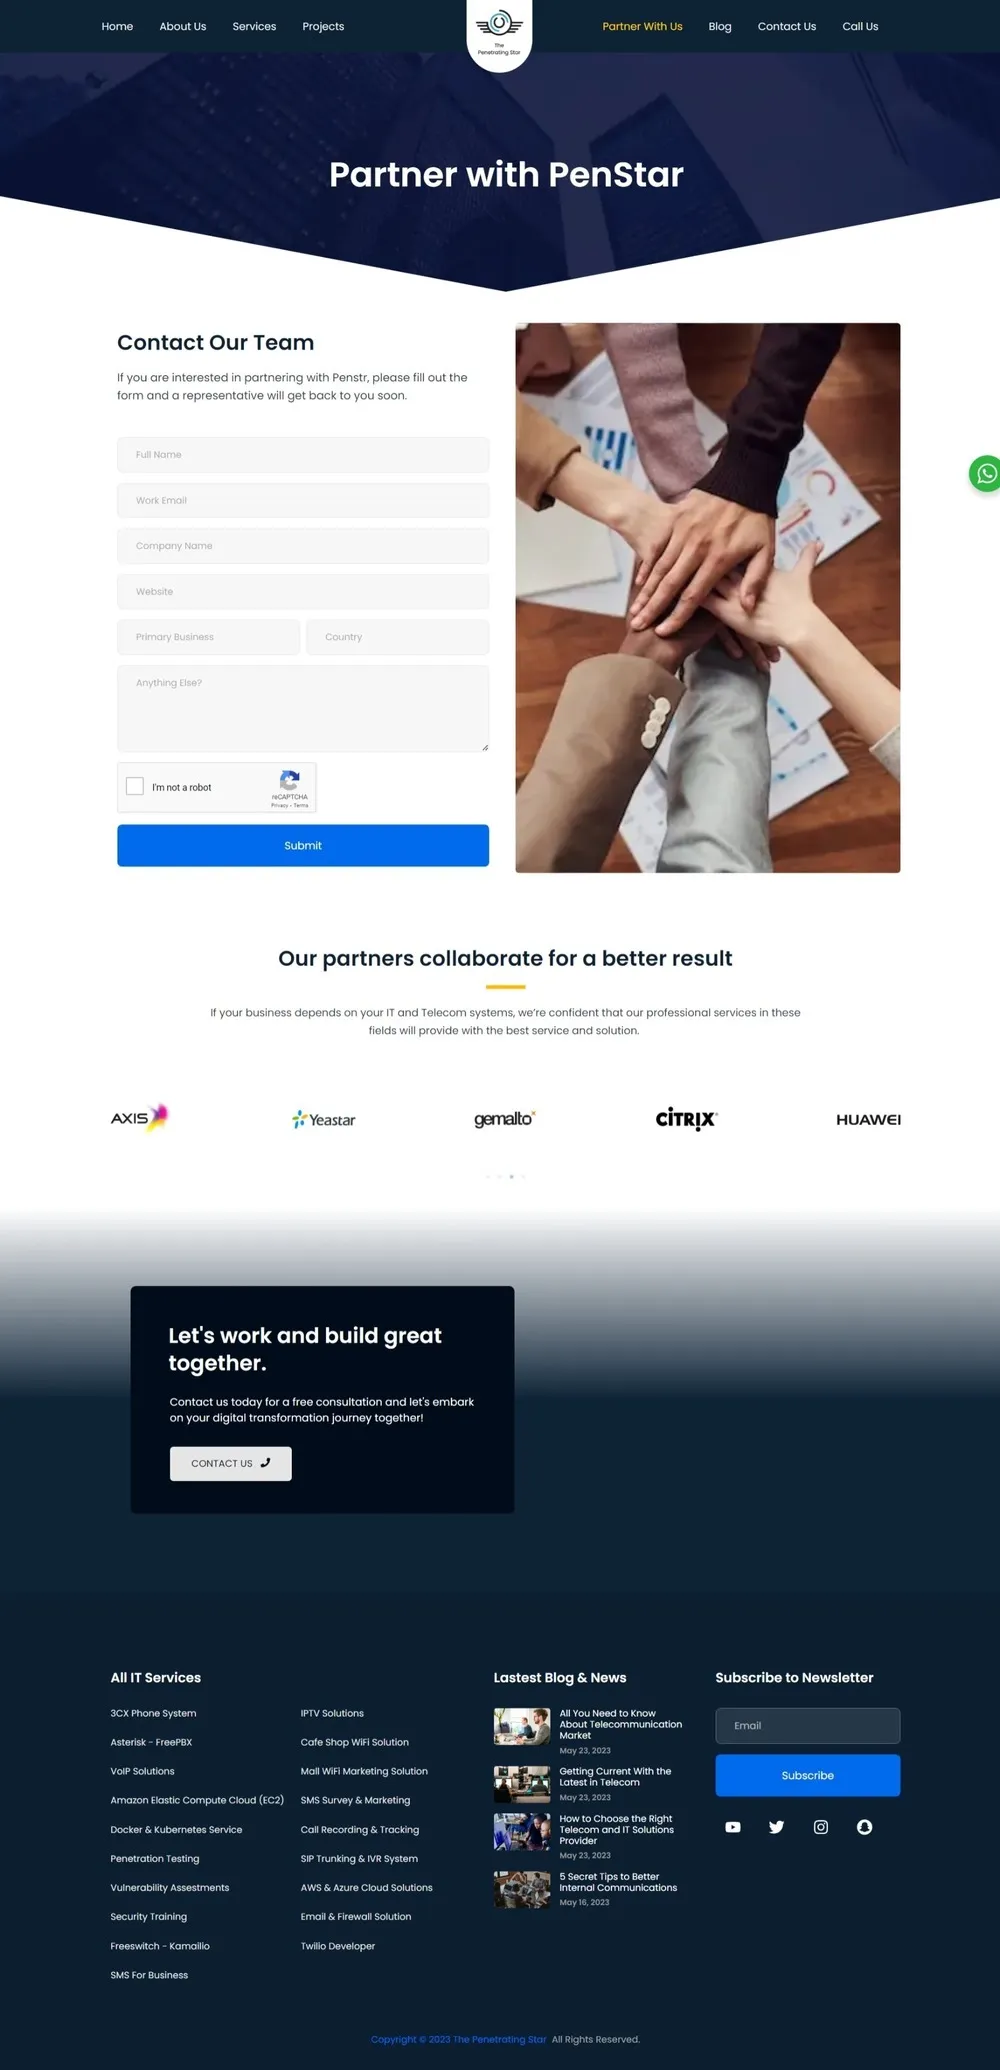 Home
About Us
Services
Projects
The
Penetrating Star
Partner With Us
Blog
Contact Us
Call Us
Partner with PenStar
Contact Our Team
If you are interested in partnering with Penstr, please fill out the
form and a representative will get back to you soon.
Full Name
Work Email
Company Name
Website
Primary Business
Country
Anything Else?
I'm not a robot
reCAPTCHA
Privacy - Terms
Submit
Our partners collaborate for a better result
If your business depends on your IT and Telecom systems, we're confident that our professional services in these
fields will provide with the best service and solution.
AXIS
Yeastar
gemalto
CITRIX
HUAWEI
Let's work and build great
together.
Contact us today for a free consultation and let's embark
on your digital transformation journey together!
CONTACT US
All IT Services
3CX Phone System
Asterisk - FreePBX
VoIP Solutions
Amazon Elastic Compute Cloud (EC2)
Docker & Kubernetes Service
Penetration Testing
Vulnerability Assestments
Security Training
Freeswitch - Kamailio
SMS For Business
IPTV Solutions
Cafe Shop WiFi Solution
Mall WiFi Marketing Solution
SMS Survey & Marketing
Call Recording & Tracking
SIP Trunking & IVR System
AWS & Azure Cloud Solutions
Email & Firewall Solution
Twilio Developer
Lastest Blog & News
All You Need to Know
About Telecommunication
Market
May 23, 2023
Getting Current With the
Latest in Telecom
May 23, 2023
How to Choose the Right
Telecom and IT Solutions
Provider
May 23, 2023
5 Secret Tips to Better
Internal Communications
May 16, 2023
Subscribe to Newsletter
Email
Subscribe
Copyright © 2023 The Penetrating Star All Rights Reserved.